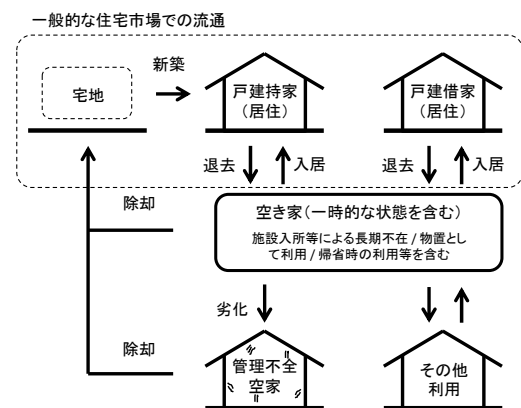 一般的な住宅市場での流通
宅地
新築
戸建持家
（居住）
戸建借家
（居住）
退去
入居
退去
入居
除却
空き家（一時的な状態を含む）
施設入所等による長期不在/物置とし
て利用/帰省時の利用等を含む
劣化
除却
管理不全
空家
その他
利用